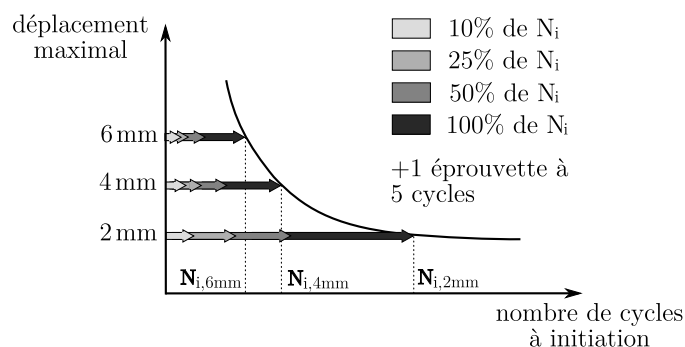 déplacement
maximal
10% de Ni
25% de Ni
50% de Ni
100% de Ni
+1 éprouvette à
5 cycles
6 mm
4 mm
2 mm
Ni,6mm
Ni,4mm
Ni,2mm
nombre de cycles
à initiation